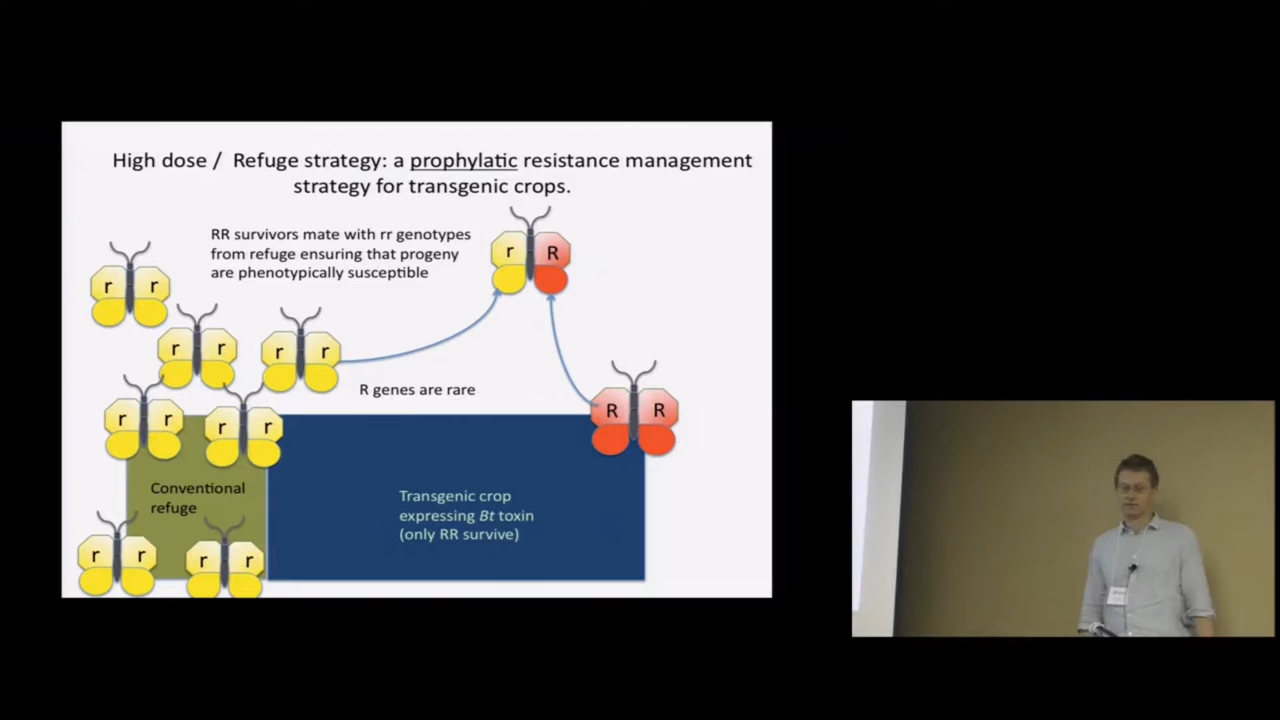 High dose / Refuge strategy: a prophylatic resistance management
strategy for transgenic crops.
RR survivors mate with rr genotypes
from refuge ensuring that progeny
are phenotypically susceptible
r R
r r
r r
r r
R genes are rare
R R
r r
r r
Conventional
refuge
Transgenic crop
expressing Bt toxin
(only RR survive)
r r
r r